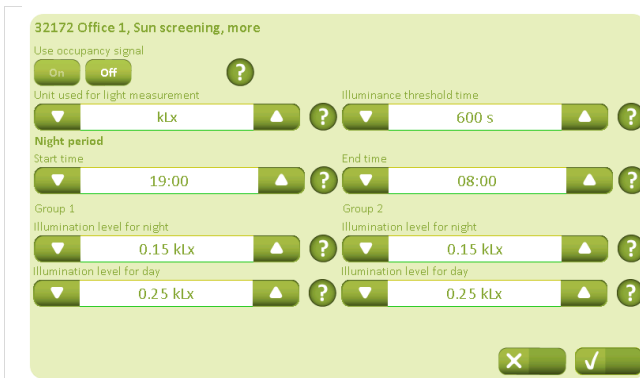 32172 Office 1, Sun screening, more
Use occupancy signal
On Off ?
Unit used for light measurement Illuminance threshold time
kLx ? 600 s ?
Night period
Start time End time
19:00 ? 08:00 ?
Group 1 Group 2
Illumination level for night Illumination level for night
0.15 kLx ? 0.15 kLx ?
Illumination level for day Illumination level for day
0.25 kLx ? 0.25 kLx ?